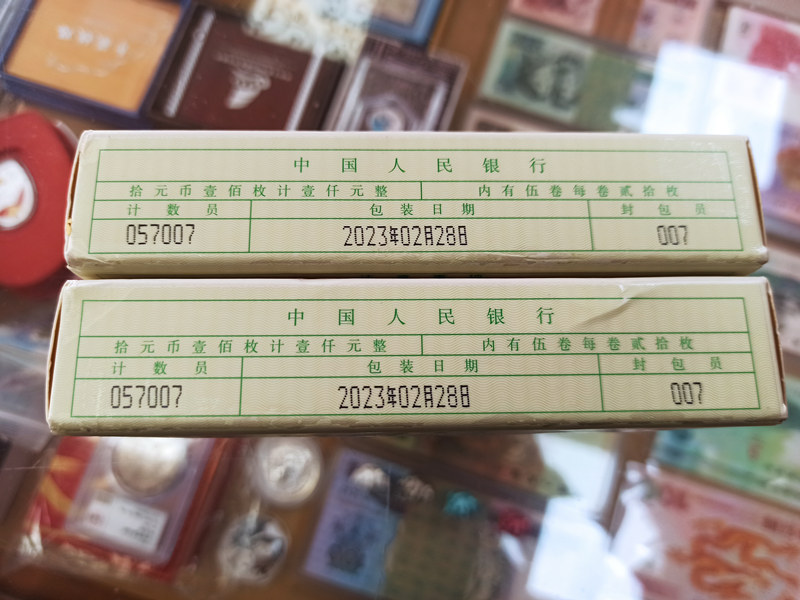 中国人民银行
拾元币壹佰枚计壹仟元整 内有伍卷每卷贰拾枚
计数员 包装日期 封包员
057007 2023年02月28日 007
中国人民银行
拾元币壹佰枚计壹仟元整 内有伍卷每卷贰拾枚
计数员 包装日期 封包员
057007 2023年02月28日 007